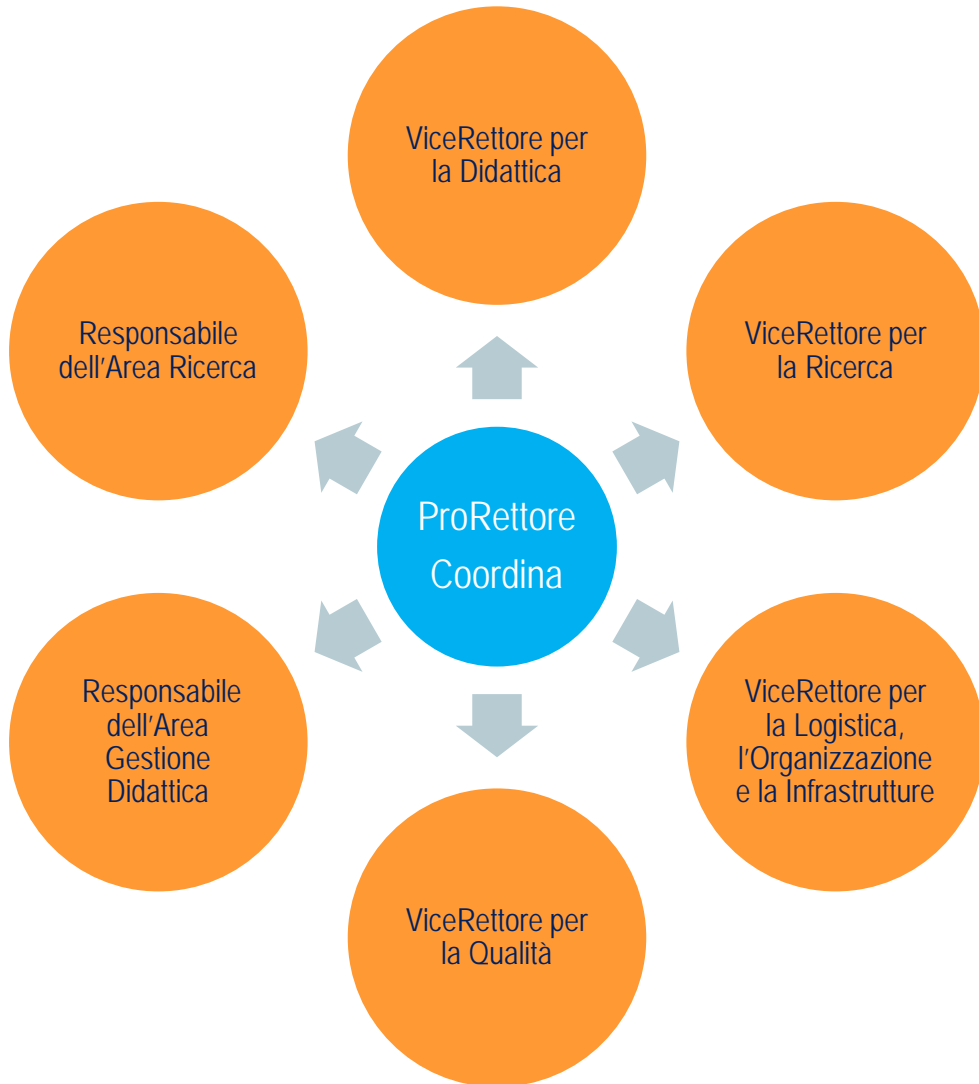 ViceRettore per
la Didattica
ViceRettore per
la Ricerca
ViceRettore per
la Logistica,
l'Organizzazione
e la Infrastrutture
ViceRettore per
la Qualità
Responsabile
dell'Area
Gestione
Didattica
Responsabile
dell'Area Ricerca
ProRettore
Coordina